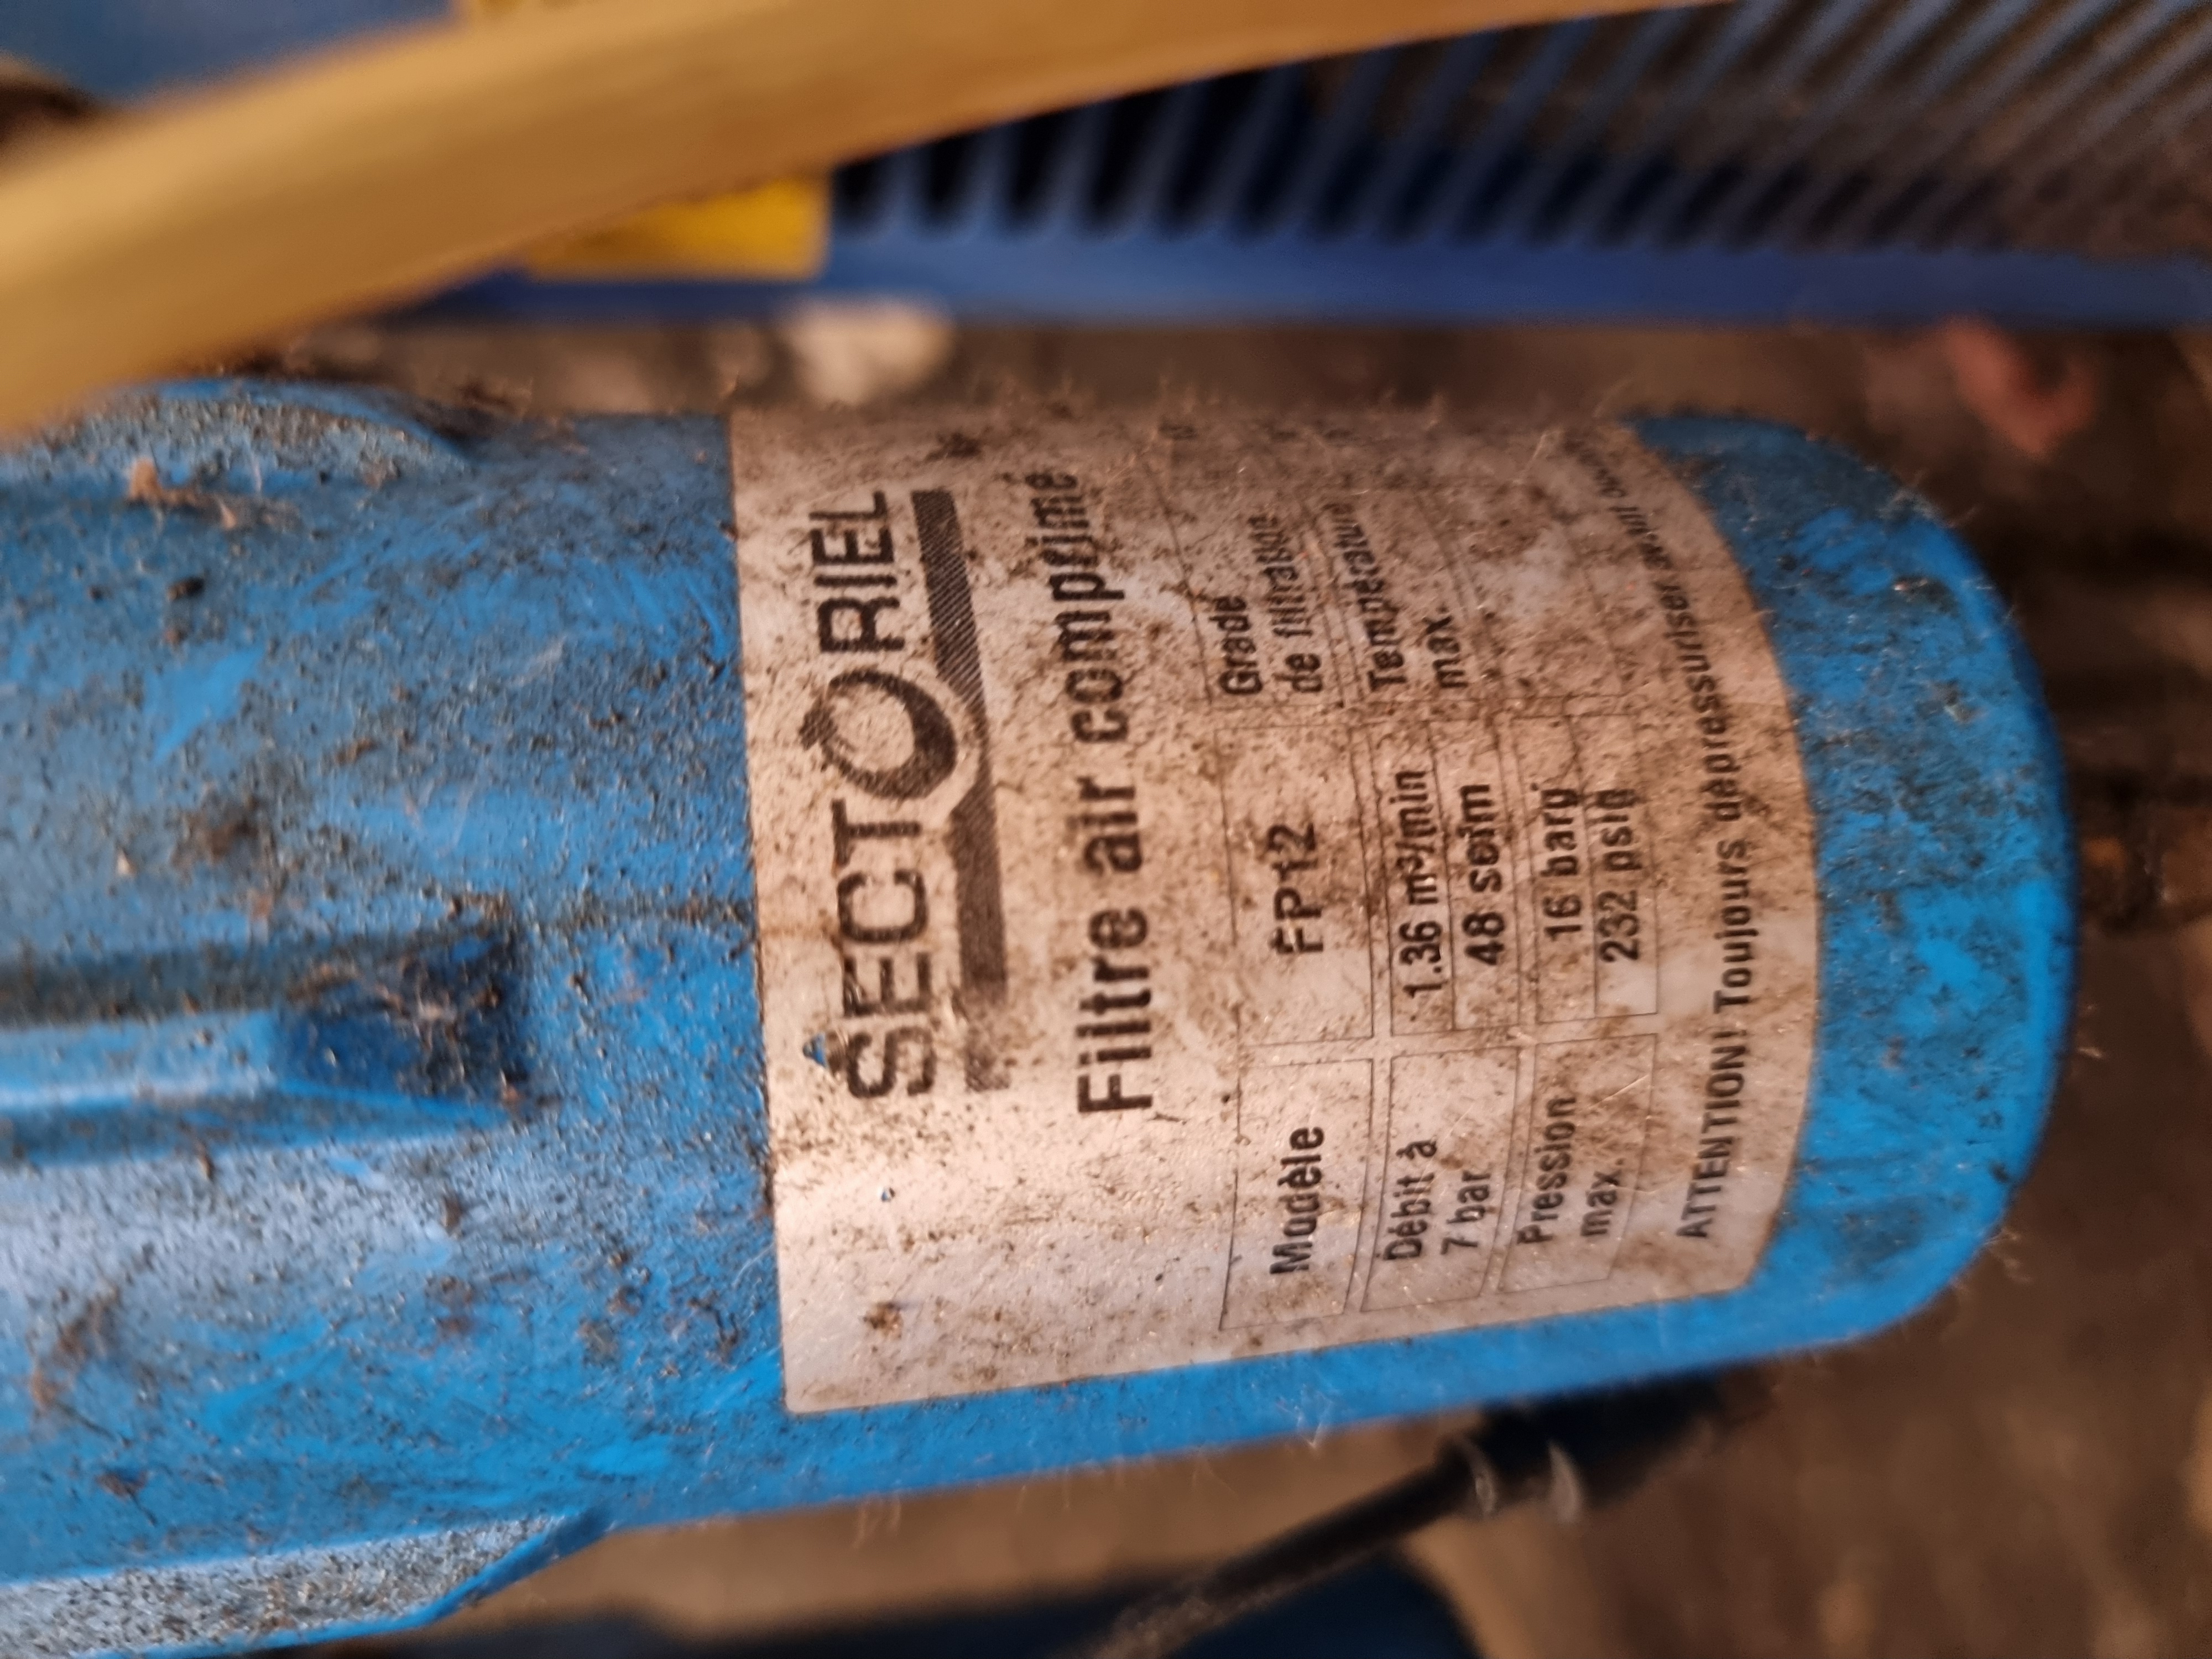 SECTORIEL
Filtre air comprimé
Modèle FP12 Grade
de filtration
Débit à 1.36 m³/min Température
7 bar 48 scfm max.
Pression 16 barg
max. 232 psig
ATTENTION! Toujours dépressuriser avant